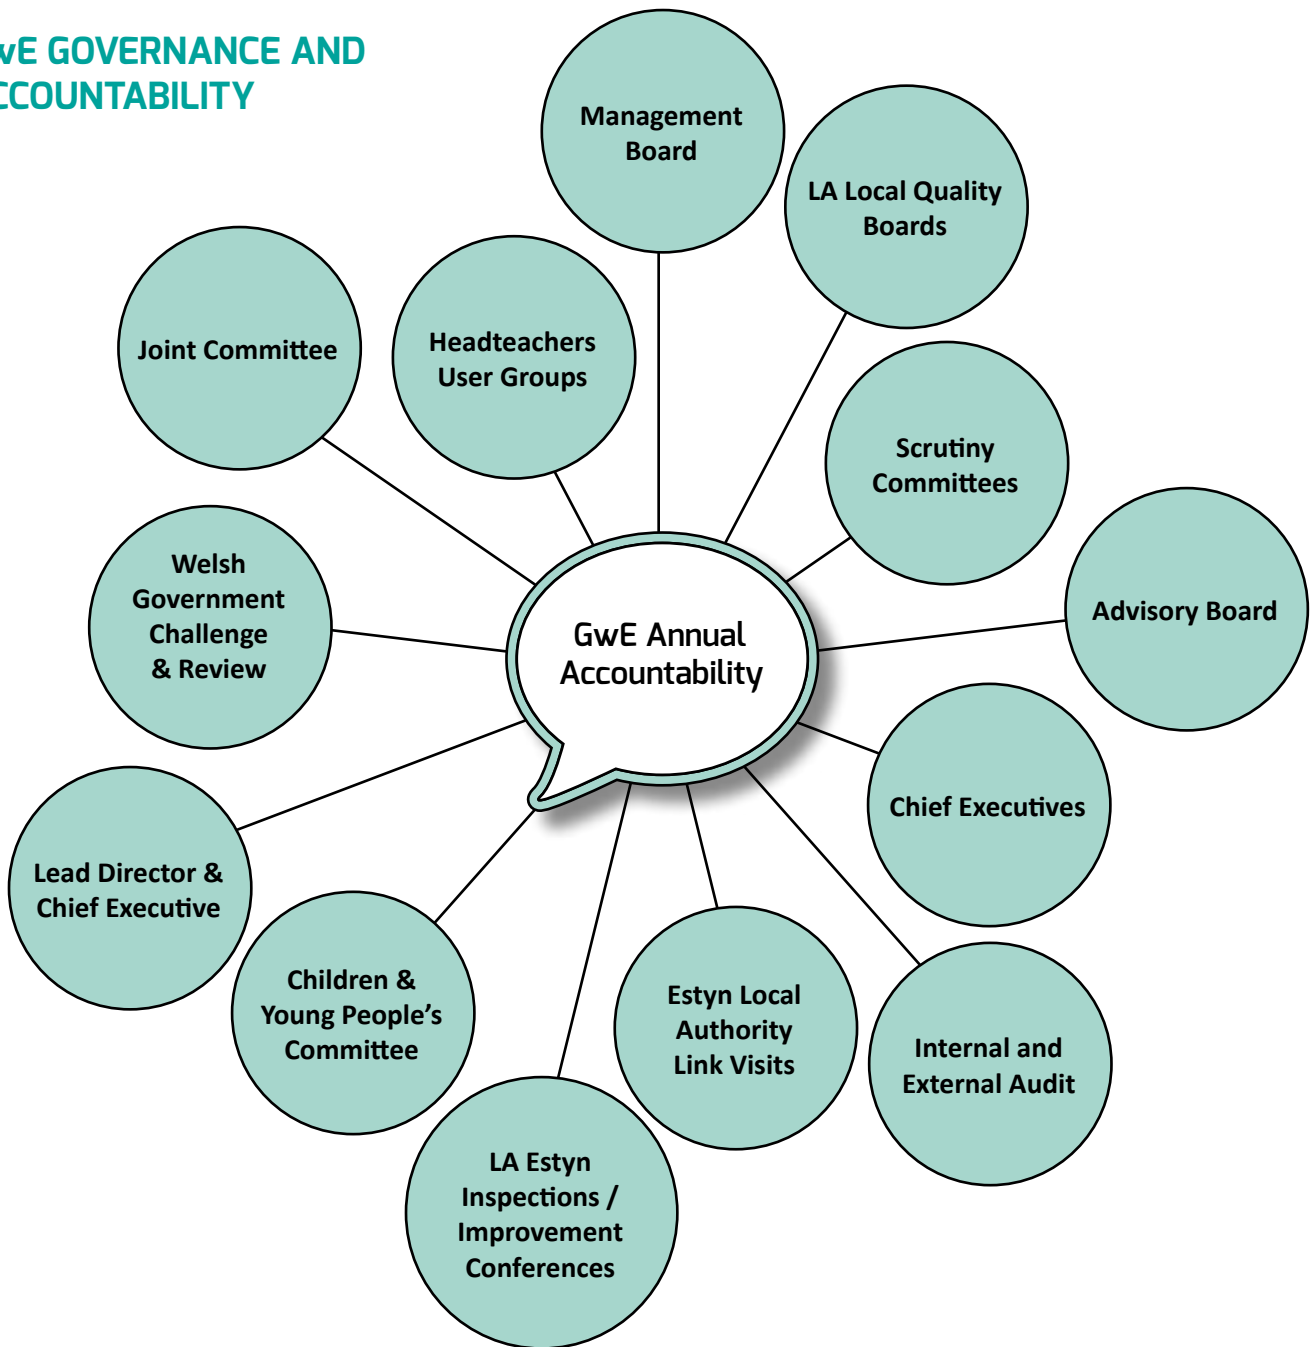 wE GOVERNANCE AND
CCOUNTABILITY
Management
Board
LA Local Quality
Boards
Joint Committee
Headteachers
User Groups
Scrutiny
Committees
Welsh
Government
Challenge
& Review
GwE Annual
Accountability
Advisory Board
Chief Executives
Lead Director &
Chief Executive
Children &
Young People's
Committee
Estyn Local
Authority
Link Visits
Internal and
External Audit
LA Estyn
Inspections /
Improvement
Conferences